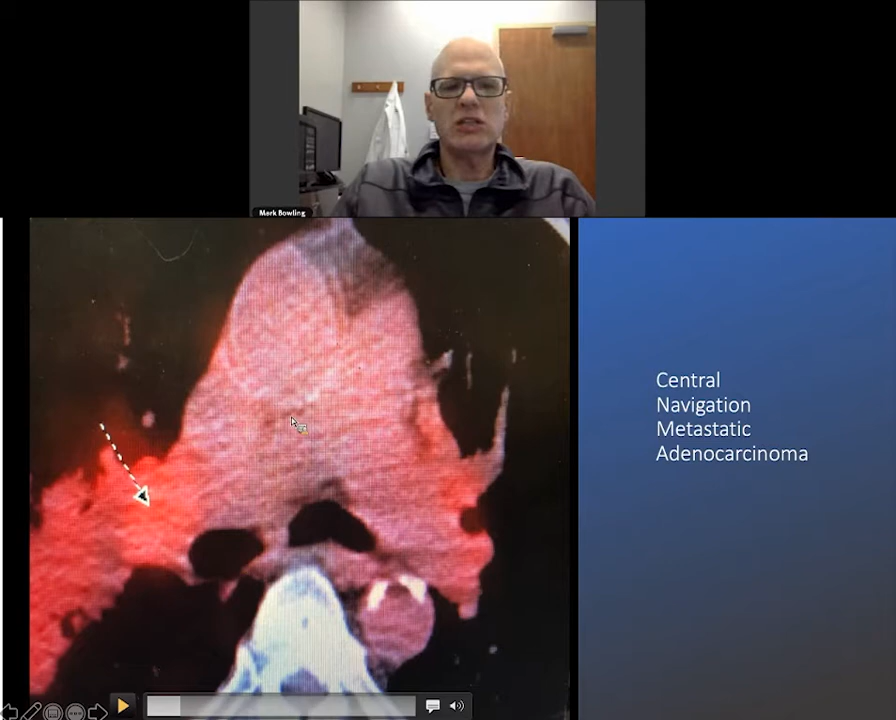 Mark Bowling
Central
Navigation
Metastatic
Adenocarcinoma